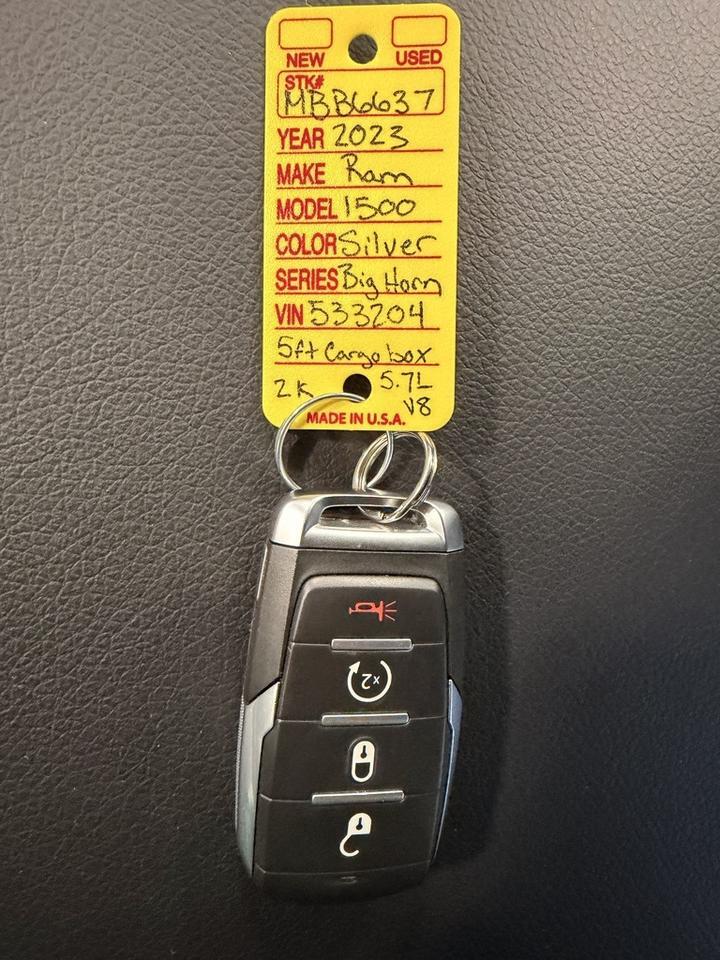 NEW USED
STK#
MBB6637
YEAR 2023
MAKE Ram
MODEL 1500
COLOR Silver
SERIES Big Horn
VIN 533204
5ft Cargo box
2K 5.7L
V8
MADE IN U.S.A.
2x